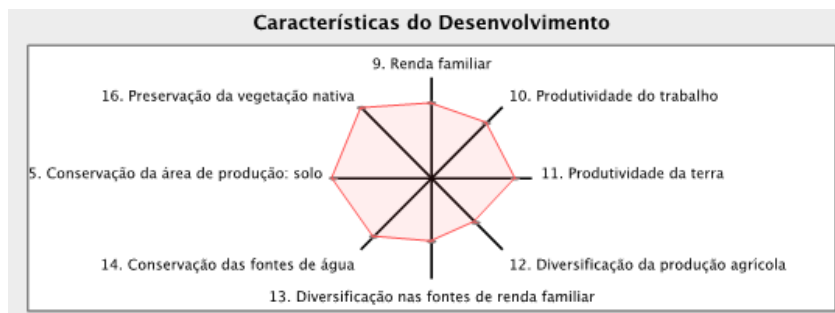 Características do Desenvolvimento
9. Renda familiar
16. Preservação da vegetação nativa
10. Produtividade do trabalho
5. Conservação da área de produção: solo
11. Produtividade da terra
14. Conservação das fontes de água
12. Diversificação da produção agrícola
13. Diversificação nas fontes de renda familiar